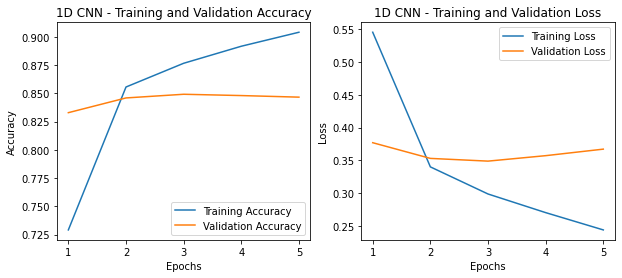 1D CNN - Training and Validation Accuracy
Accuracy
0.900
0.875
0.850
0.825
0.800
0.775
0.750
0.725
Training Accuracy
Validation Accuracy
1 2 3 4 5
Epochs
1D CNN - Training and Validation Loss
Loss
0.55
0.50
0.45
0.40
0.35
0.30
0.25
Training Loss
Validation Loss
1 2 3 4 5
Epochs